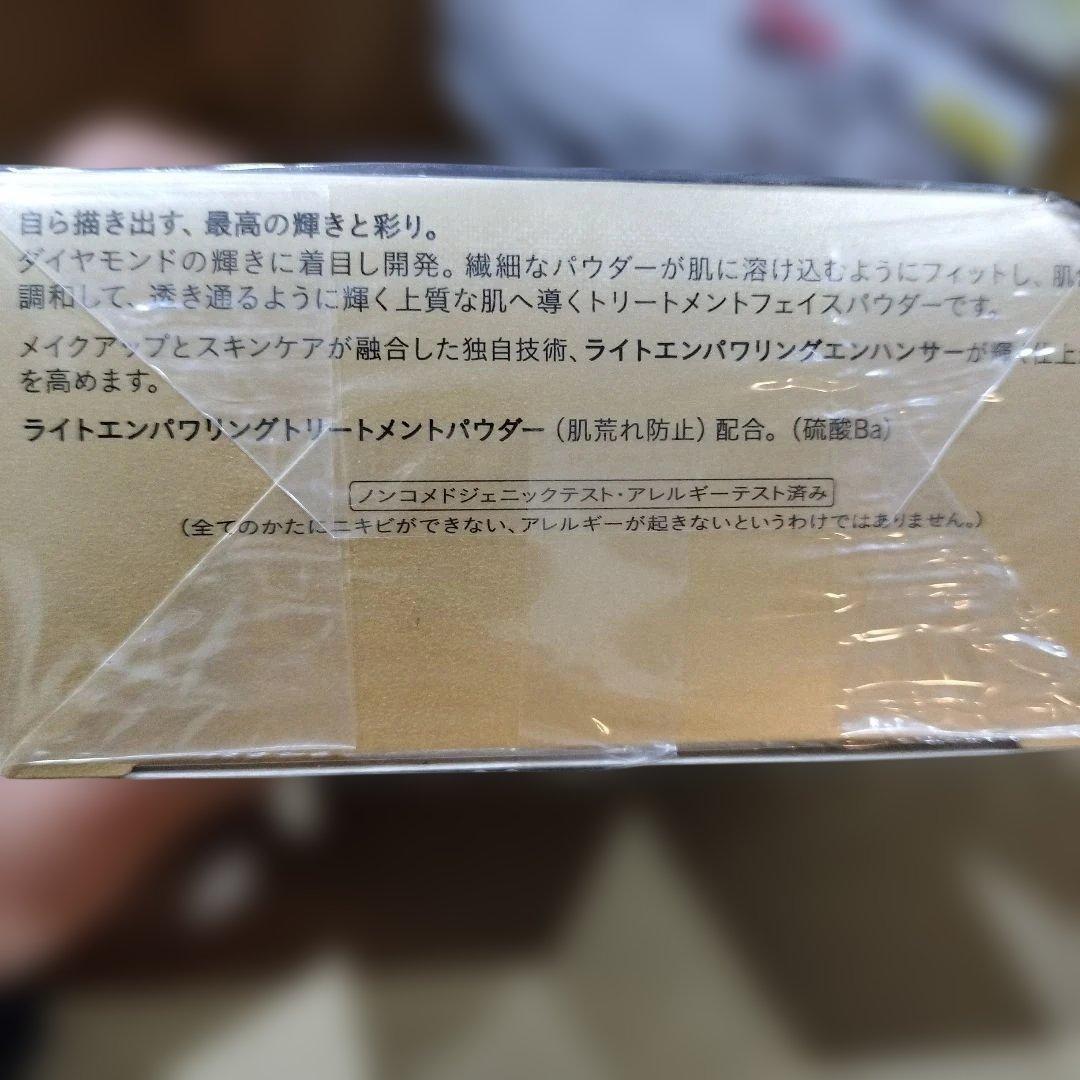 自ら描き出す、最高の輝きと彩り。
ダイヤモンドの輝きに着目し開発。繊細なパウダーが肌に溶け込むようにフィットし、肌
調和して、透き通るように輝く上質な肌へ導くトリートメントフェイスパウダーです。
メイクアップとスキンケアが融合した独自技術、ライトエンパワリングエンハンサーが輝く仕上
を高めます。
ライトエンパワリングトリートメントパウダー（肌荒れ防止）配合。（硫酸Ba）
ノンコメドジェニックテスト・アレルギーテスト済み
（全てのかたにニキビができない、アレルギーが起きないというわけではありません。）